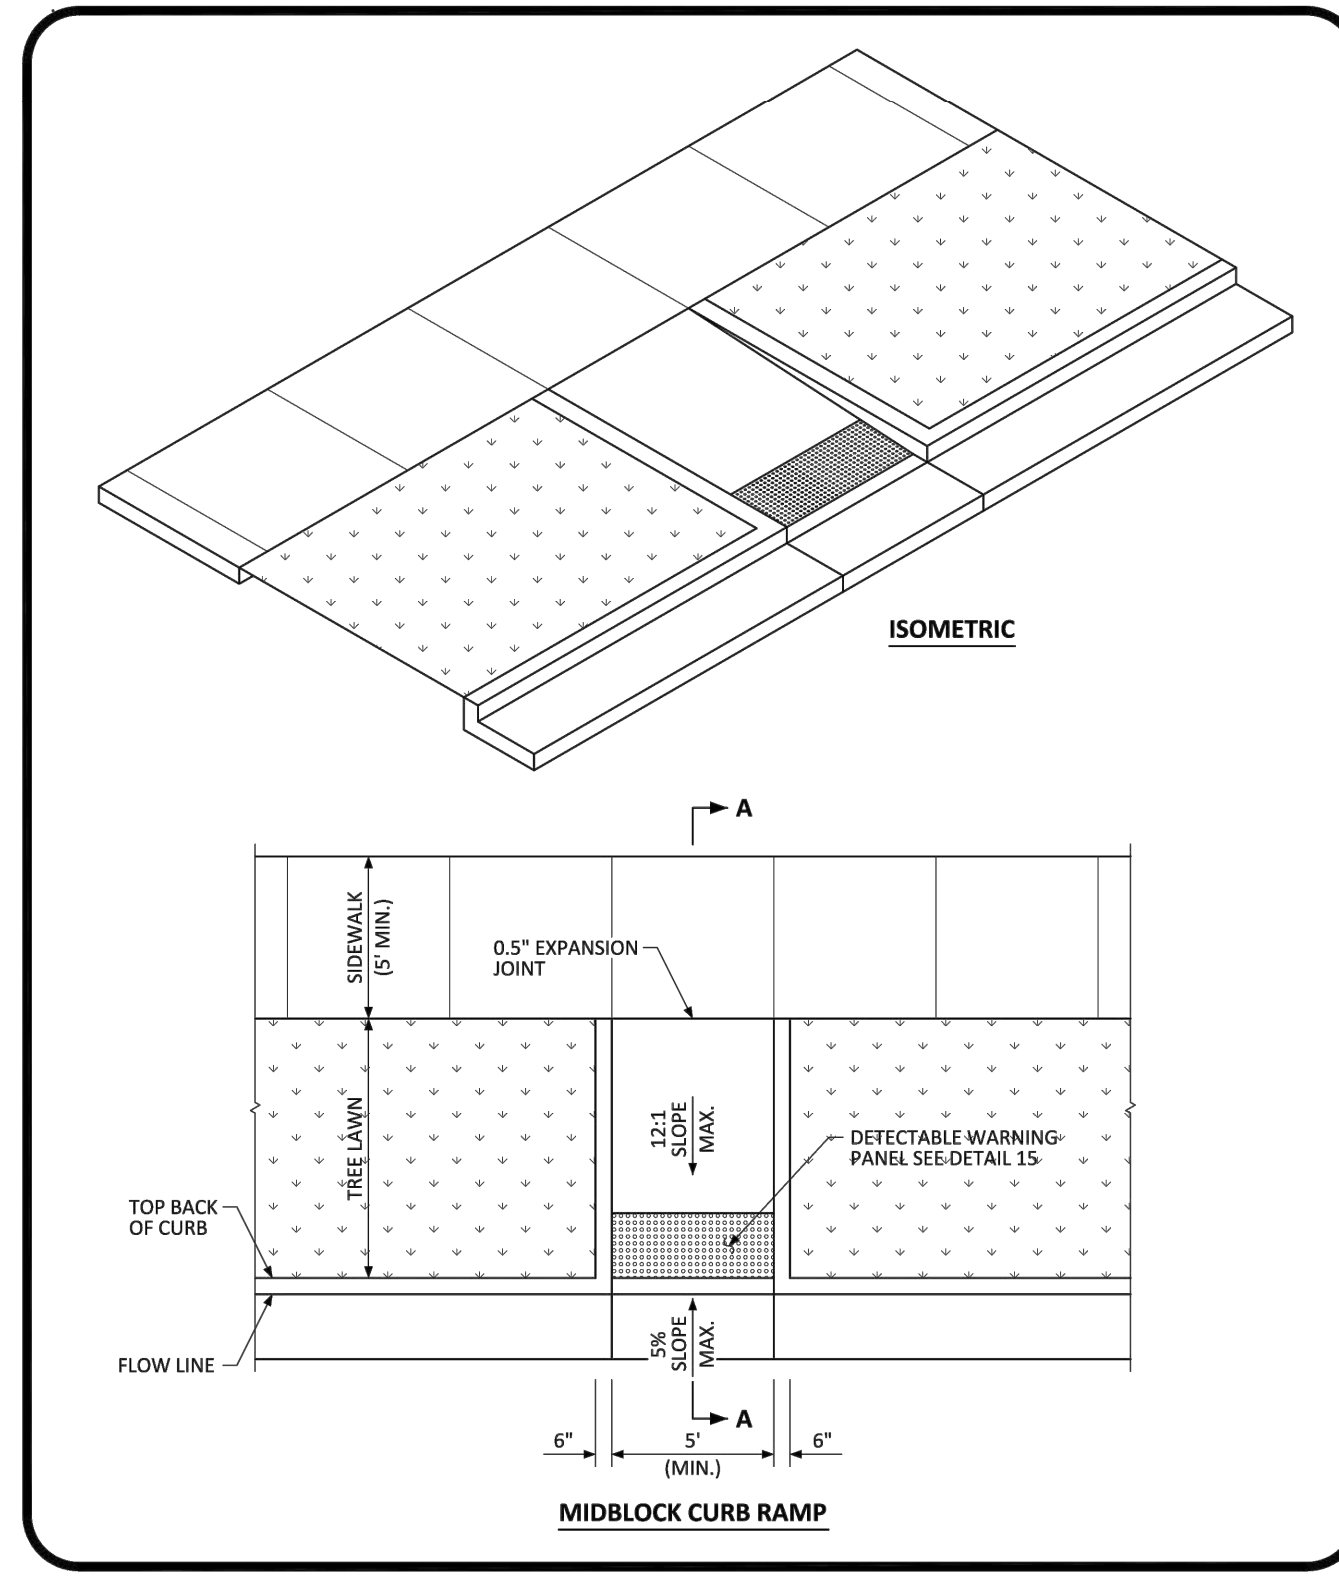 ISOMETRIC
A
SIDEWALK
(5' MIN.)
0.5" EXPANSION
JOINT
TREE LAWN
12:1
SLOPE
MAX.
DETECTABLE WARNING
PANEL SEE DETAIL 15
TOP BACK
OF CURB
FLOW LINE
5%
SLOPE
MAX.
A
6"
5'
(MIN.)
6"
MIDBLOCK CURB RAMP